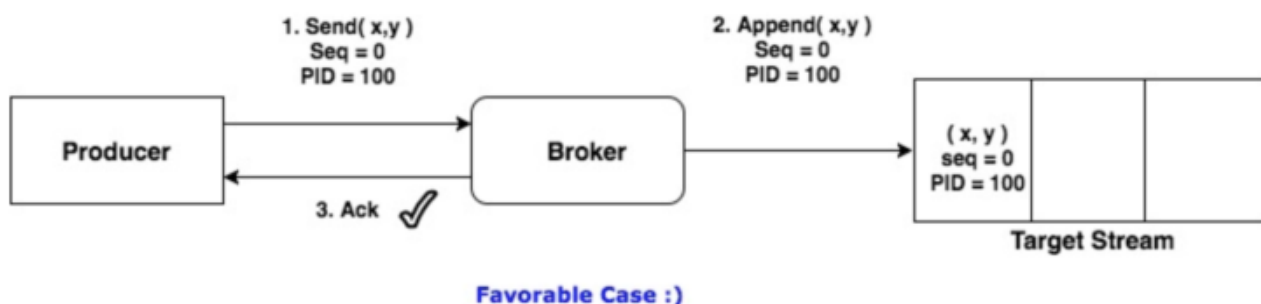 1. Send( x,y )
Seq = 0
PID = 100
2. Append( x,y )
Seq = 0
PID = 100
Producer
Broker
( x, y )
seq = 0
PID = 100
3. Ack
Target Stream
Favorable Case :)